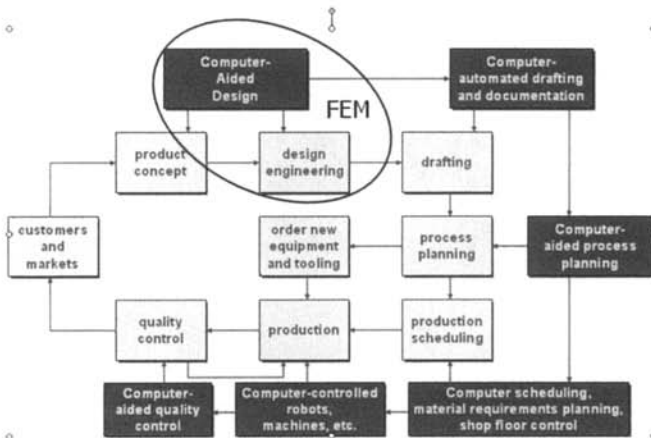 Computer-
Aided
Design
Computer-
automated drafting
and documentation
FEM
product
concept
design
engineering
drafting
customers
and
markets
order new
equipment
and tooling
process
planning
Computer-
aided process
planning
quality
control
production
production
scheduling
Computer-
aided quality
control
Computer-controlled
robots,
machines, etc.
Computer scheduling,
material requirements planning,
shop floor control